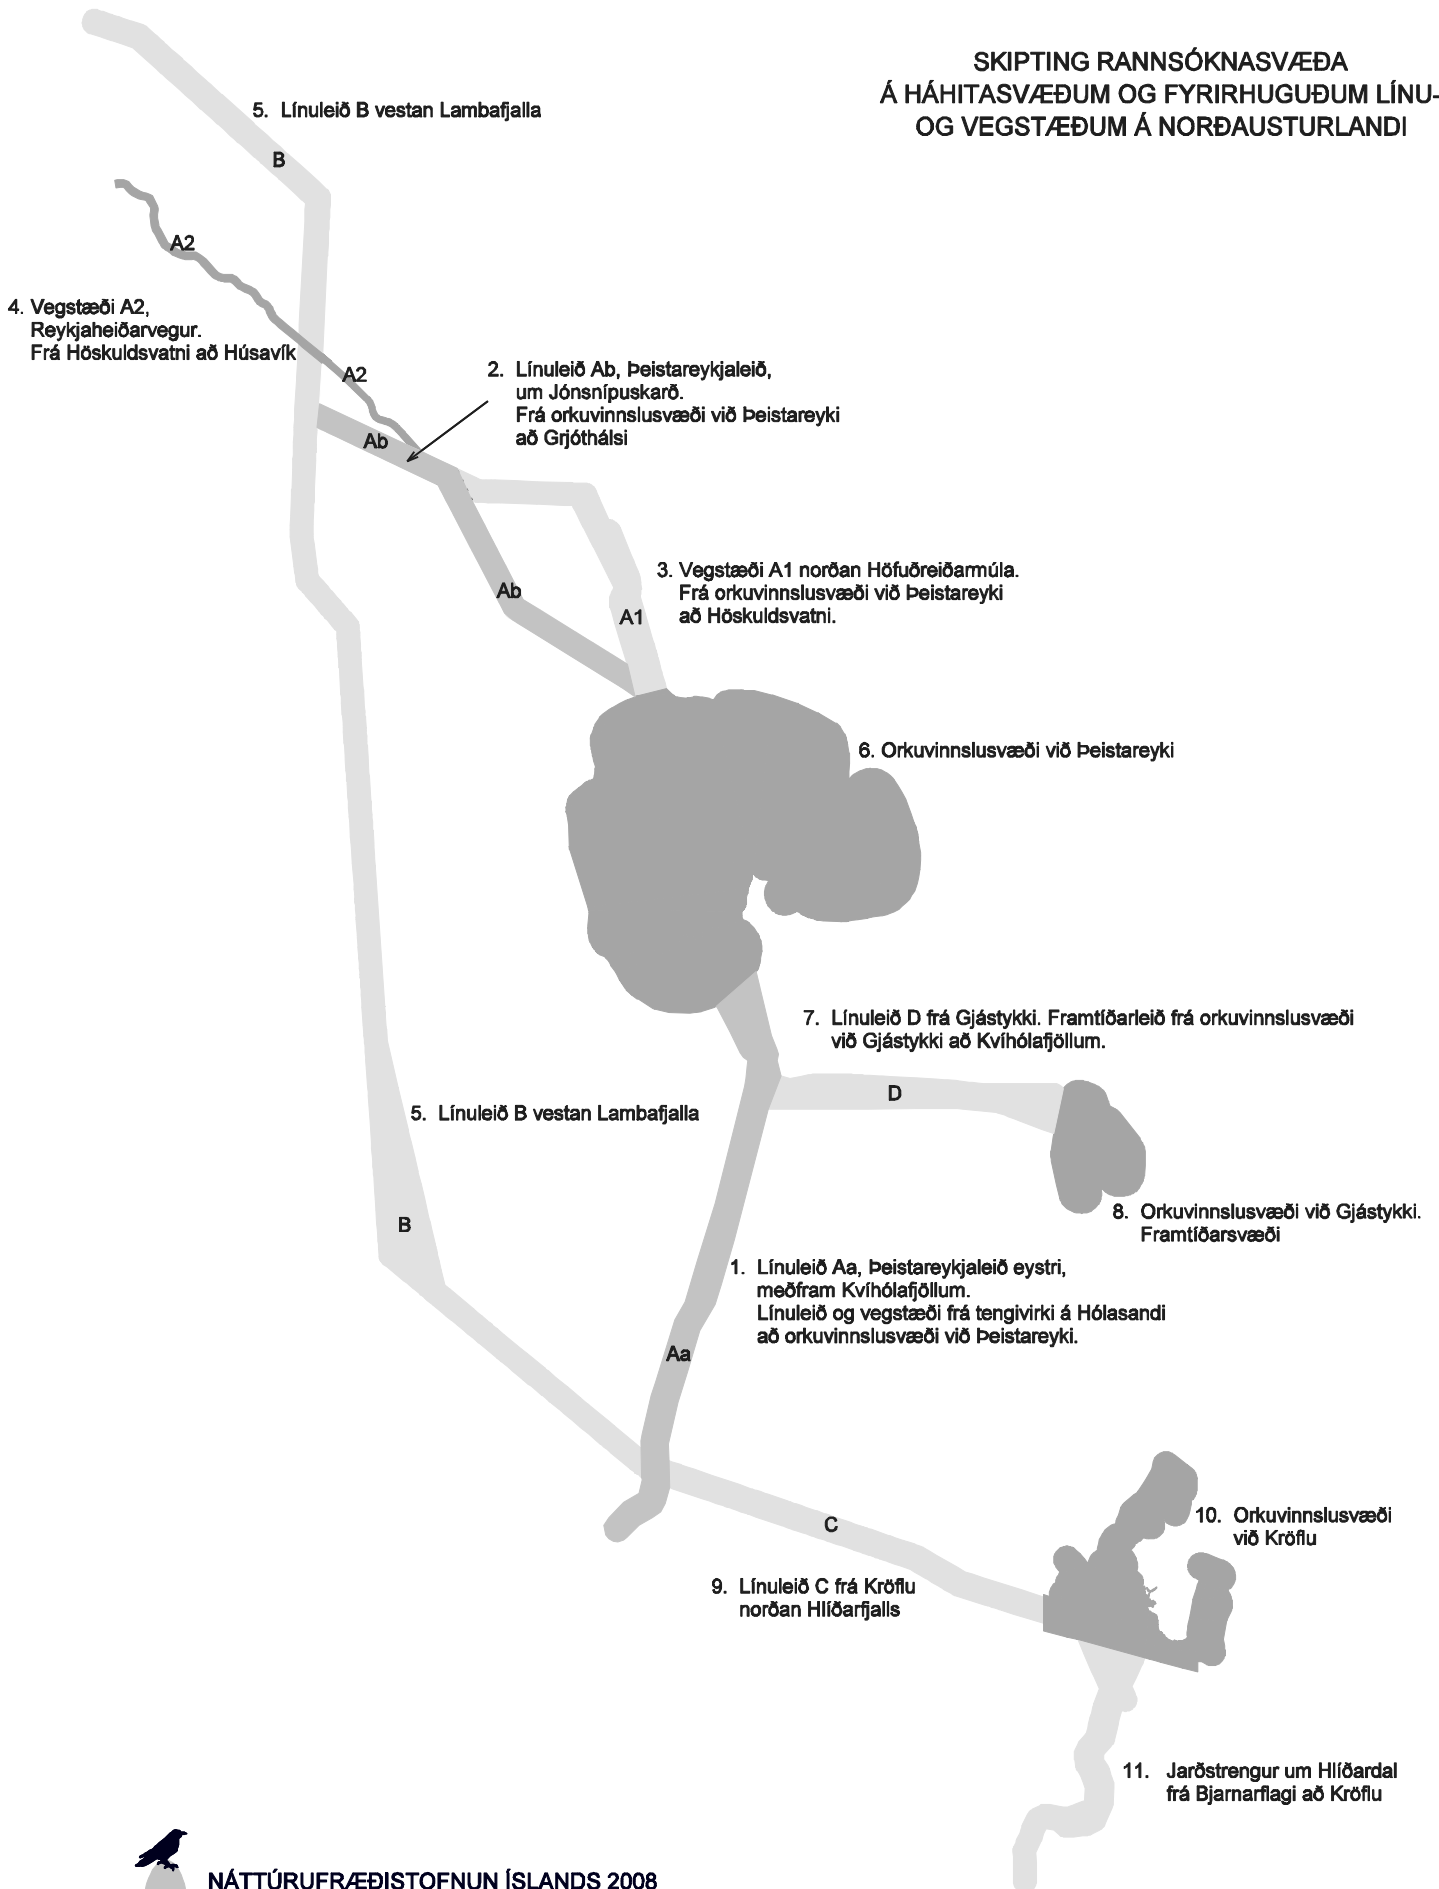 SKIPTING RANNSÓKNASVÆÐA
Á HÁHITASVÆÐUM OG FYRIRHUGUÐUM LÍNU-
OG VEGSTÆÐUM Á NORÐAUSTURLANDI
5. Línuleið B vestan Lambafjalla
B
A2
4. Vegstæði A2,
Reykjaheiðarvegur.
Frá Höskuldsvatni að Húsavík
A2
2. Línuleið Ab, Þeistareykjaleið,
um Jónsnípuskarð.
Frá orkuvinnslusvæði við Þeistareyki
að Grjóthálsi
Ab
Ab
3. Vegstæði A1 norðan Höfuðreiðarmúla.
Frá orkuvinnslusvæði við Þeistareyki
að Höskuldsvatni.
A1
6. Orkuvinnslusvæði við Þeistareyki
7. Línuleið D frá Gjástykki. Framtíðarleið frá orkuvinnslusvæði
við Gjástykki að Kvíhólafjöllum.
D
5. Línuleið B vestan Lambafjalla
B
8. Orkuvinnslusvæði við Gjástykki.
Framtíðarsvæði
1. Línuleið Aa, Þeistareykjaleið eystri,
meðfram Kvíhólafjöllum.
Línuleið og vegstæði frá tengivirki á Hólasandi
að orkuvinnslusvæði við Þeistareyki.
Aa
C
10. Orkuvinnslusvæði
við Kröflu
9. Línuleið C frá Kröflu
norðan Hlíðarfjalls
11. Jarðstrengur um Hlíðardal
frá Bjarnarflagi að Kröflu
NÁTTÚRUFRÆÐISTOFNUN ÍSLANDS 2008